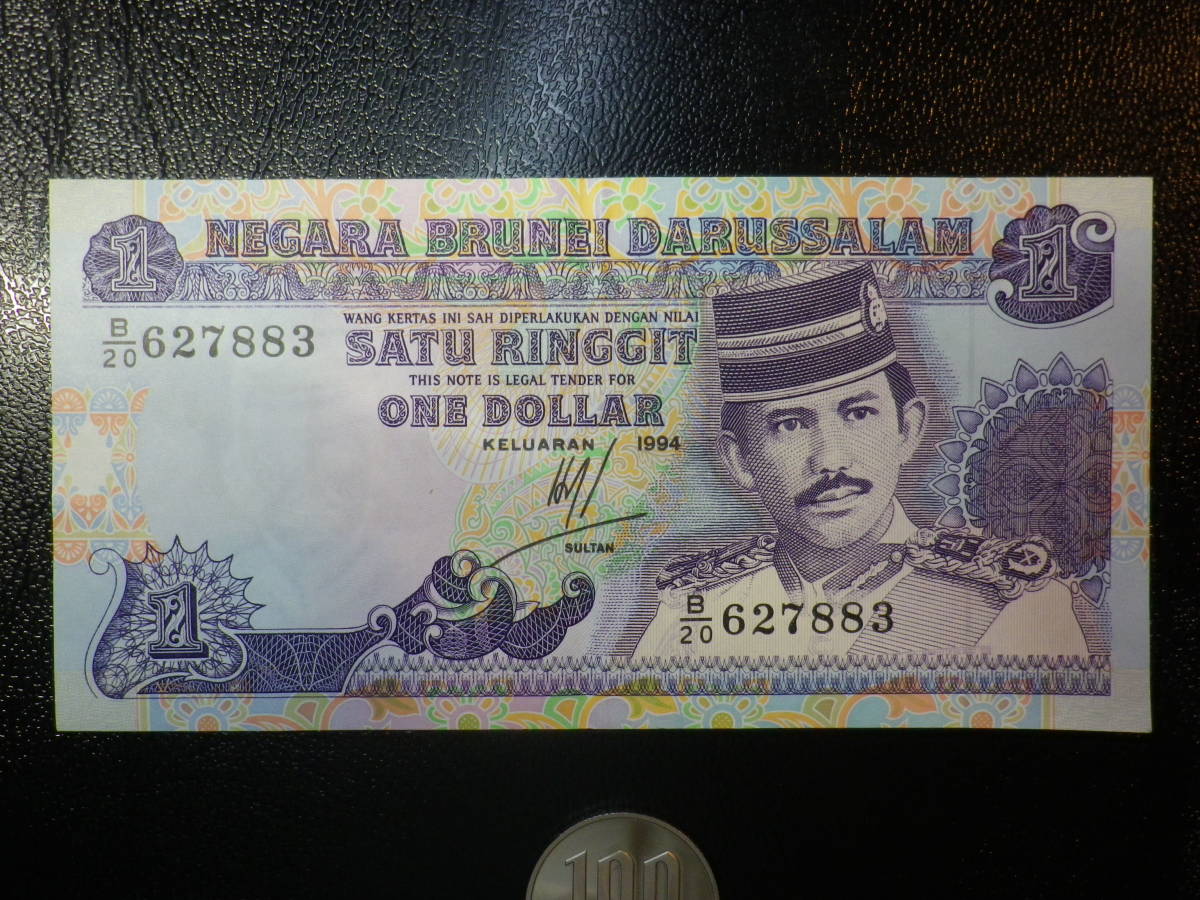 1 NEGARA BRUNEI DARUSSALAM 1
WANG KERTAS INI SAH DIPERLAKUKAN DENGAN NILAI
B/20 627883
SATU RINGGIT
THIS NOTE IS LEGAL TENDER FOR
ONE DOLLAR
KELUARAN 1994
SULTAN
1
B/20 627883
100